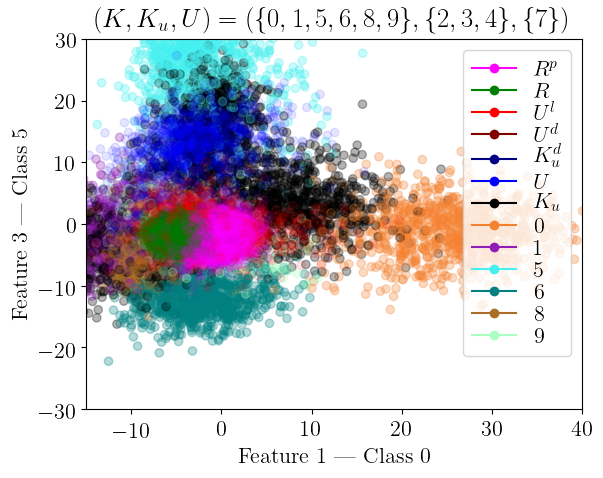 (K, K_u, U) = ({0, 1, 5, 6, 8, 9}, {2, 3, 4}, {7})
30
20
10
0
−10
−20
−30
Feature 3 — Class 5
R^p
R
U^l
U^d
K_u^d
U
K_u
0
1
5
6
8
9
−10 0 10 20 30 40
Feature 1 — Class 0